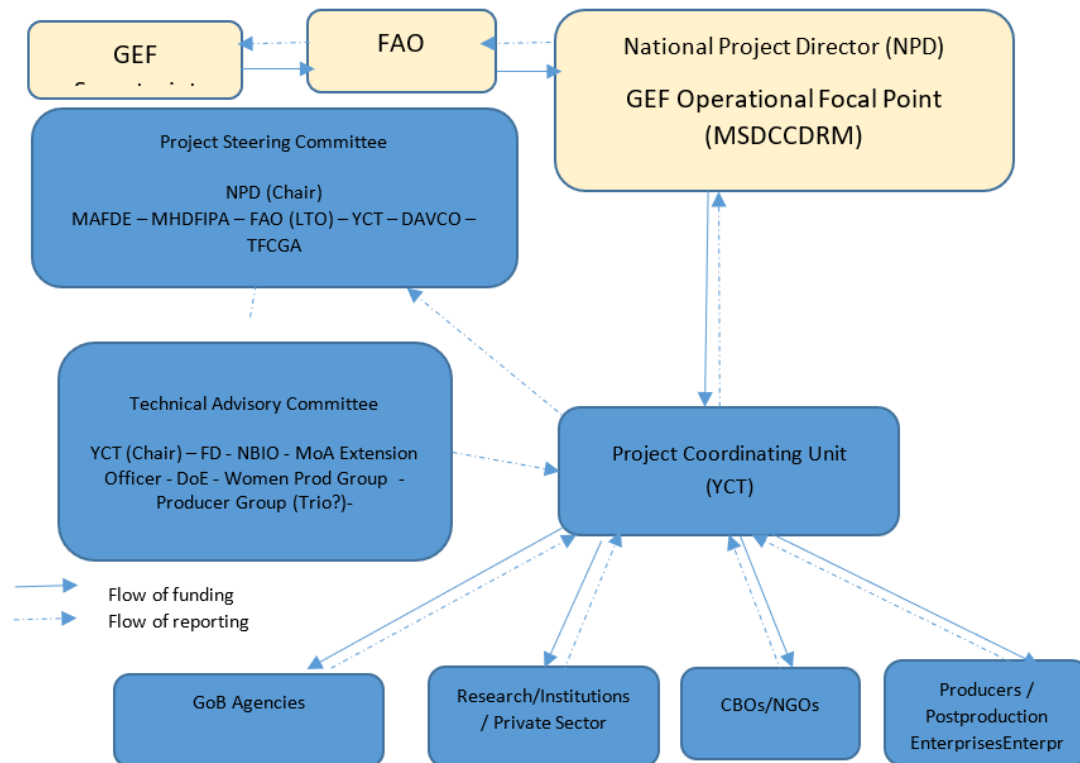 GEF
FAO
National Project Director (NPD)
GEF Operational Focal Point
(MSDCCDRM)
Project Steering Committee
NPD (Chair)
MAFDE – MHDFIPA – FAO (LTO) – YCT – DAVCO –
TFCGA
Technical Advisory Committee
YCT (Chair) – FD - NBIO - MoA Extension
Officer - DoE - Women Prod Group -
Producer Group (Trio?)-
Project Coordinating Unit
(YCT)
Flow of funding
Flow of reporting
GoB Agencies
Research/Institutions
/ Private Sector
CBOs/NGOs
Producers /
Postproduction
EnterprisesEnterpr